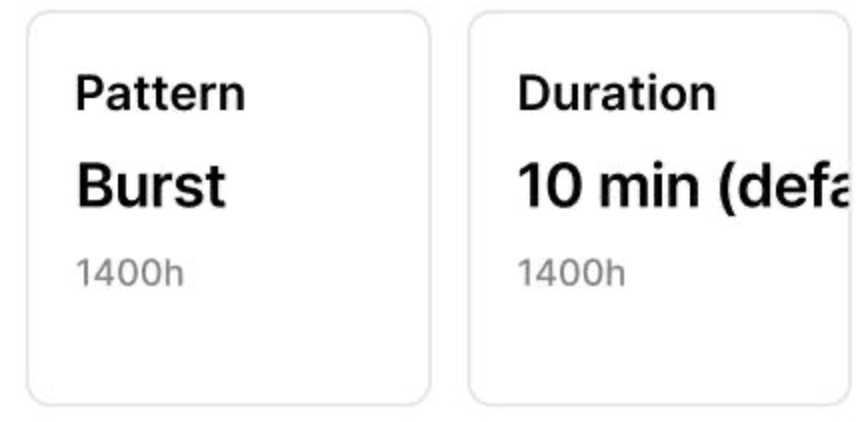 Pattern
Burst
1400h
Duration
10 min (defa
1400h